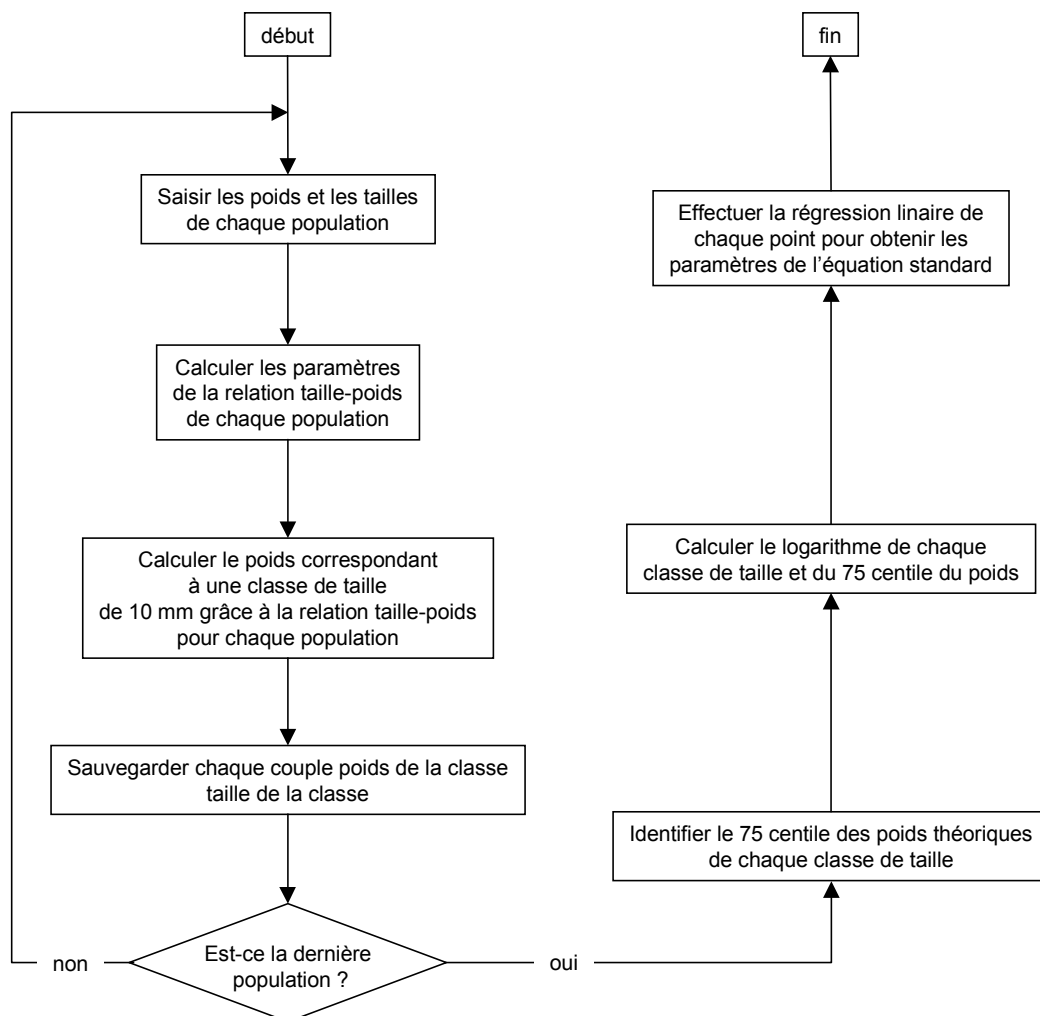 début
Saisir les poids et les tailles
de chaque population
Calculer les paramètres
de la relation taille-poids
de chaque population
Calculer le poids correspondant
à une classe de taille
de 10 mm grâce à la relation taille-poids
pour chaque population
Sauvegarder chaque couple poids de la classe
taille de la classe
Est-ce la dernière
population ?
non
oui
Identifier le 75 centile des poids théoriques
de chaque classe de taille
Calculer le logarithme de chaque
classe de taille et du 75 centile du poids
Effectuer la régression linaire de
chaque point pour obtenir les
paramètres de l’équation standard
fin